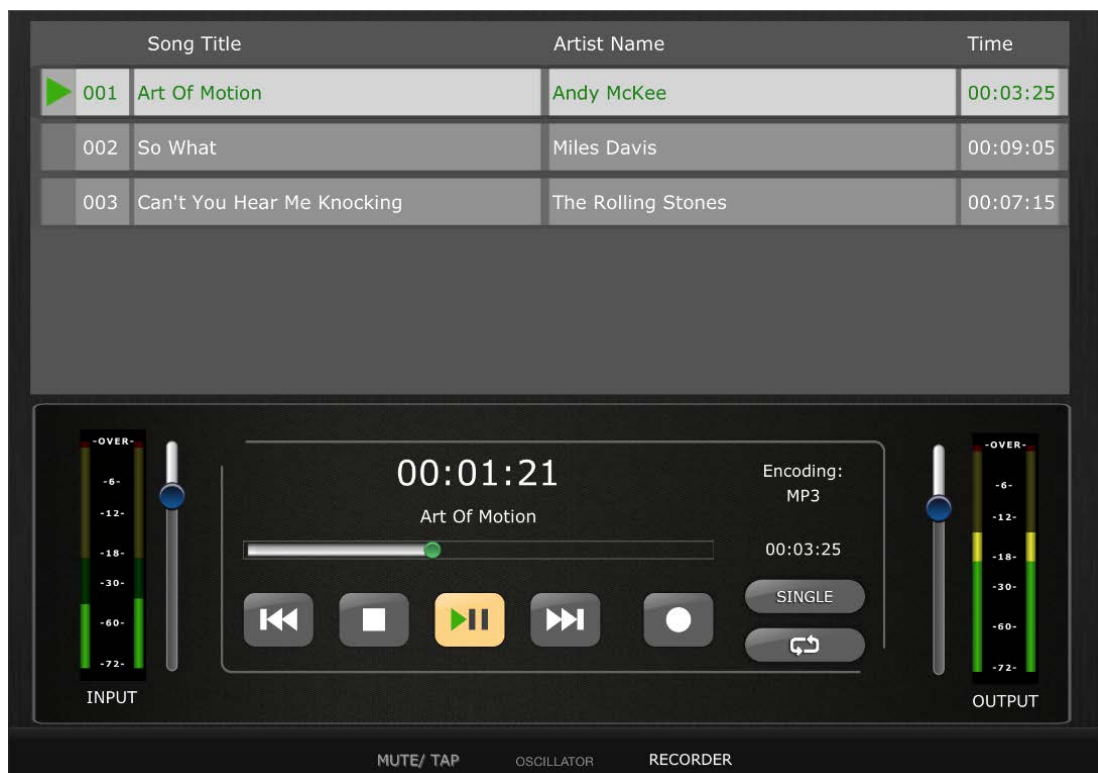 Song Title Artist Name Time
001 Art Of Motion Andy McKee 00:03:25
002 So What Miles Davis 00:09:05
003 Can't You Hear Me Knocking The Rolling Stones 00:07:15
-OVER-
-6-
-12-
-18-
-30-
-60-
-72-
INPUT
00:01:21
Art Of Motion
Encoding:
MP3
00:03:25
SINGLE
-OVER-
-6-
-12-
-18-
-30-
-60-
-72-
OUTPUT
MUTE/ TAP OSCILLATOR RECORDER